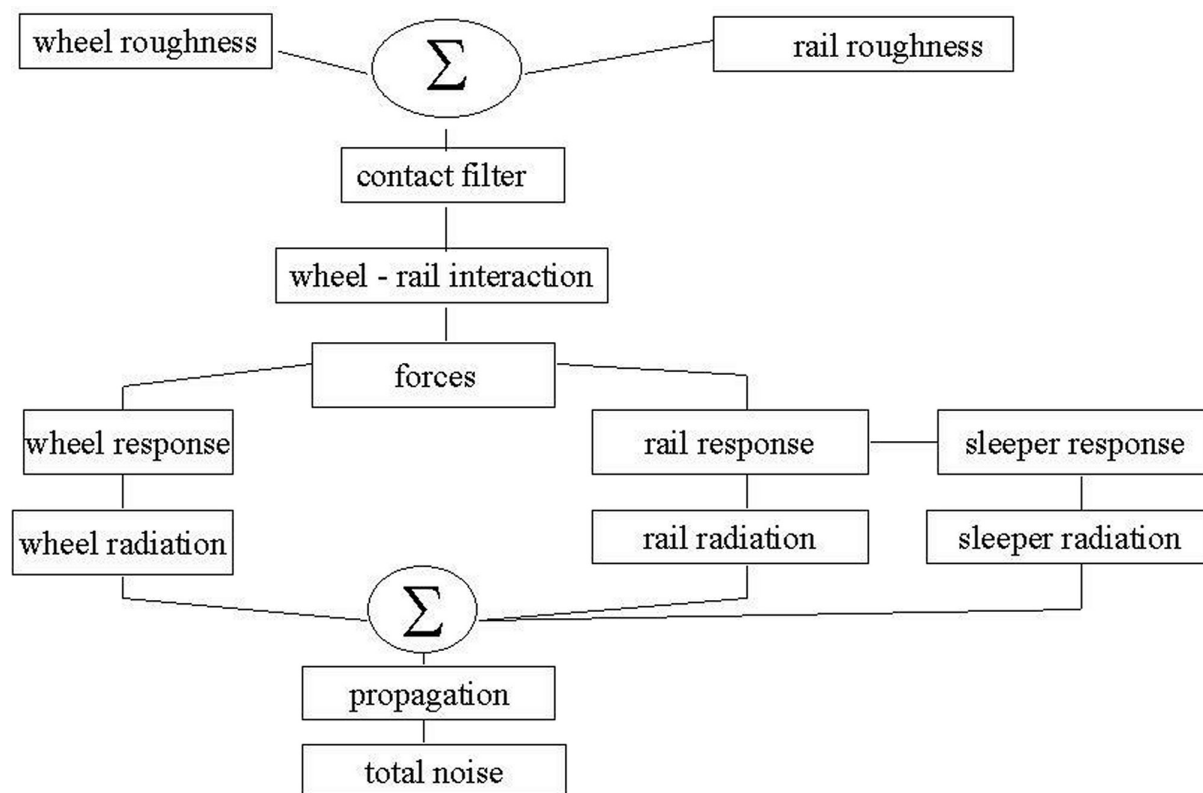 wheel roughness
Σ
rail roughness
contact filter
wheel - rail interaction
forces
wheel response
rail response
sleeper response
wheel radiation
rail radiation
sleeper radiation
Σ
propagation
total noise